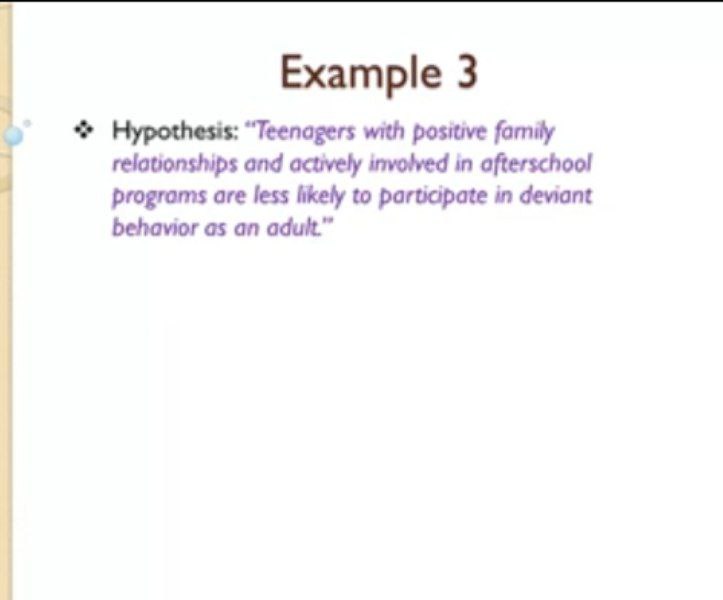 Example 3
❖ Hypothesis: "Teenagers with positive family
relationships and actively involved in afterschool
programs are less likely to participate in deviant
behavior as an adult."